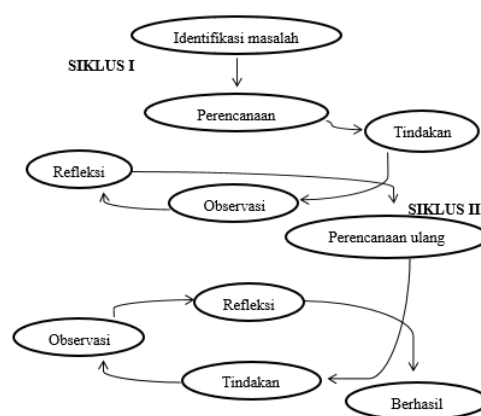 Identifikasi masalah
SIKLUS I
Perencanaan
Tindakan
Refleksi
Observasi
SIKLUS II
Perencanaan ulang
Refleksi
Observasi
Tindakan
Berhasil